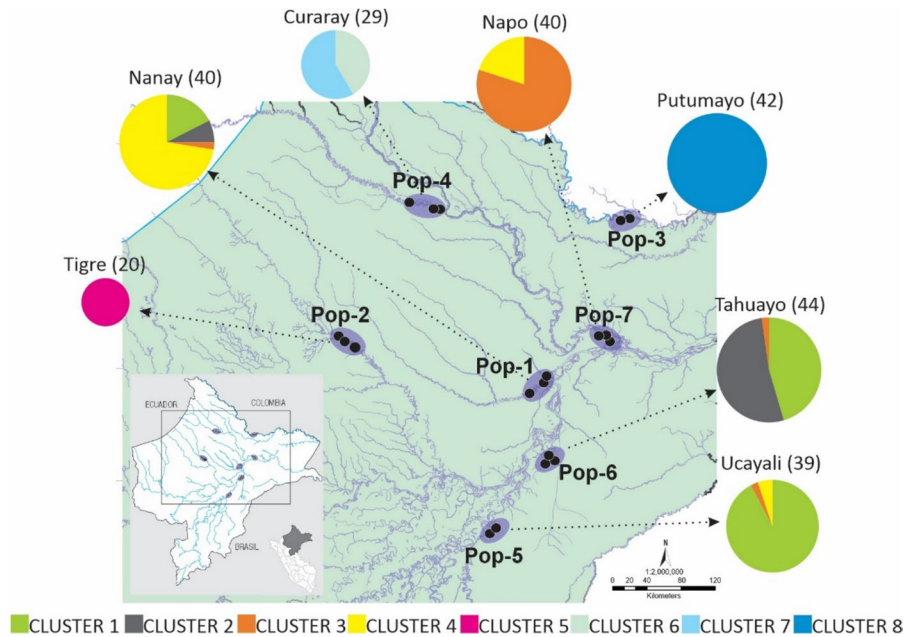 Curaray (29)
Napo (40)
Nanay (40)
Putumayo (42)
Pop-4
Pop-3
Tigre (20)
Tahuayo (44)
Pop-2
Pop-7
Pop-1
ECUADOR
COLOMBIA
Pop-6
Ucayali (39)
Pop-5
BRASIL
N
1:2,000,000
0 20 40 80 120
Kilometers
CLUSTER 1 CLUSTER 2 CLUSTER 3 CLUSTER 4 CLUSTER 5 CLUSTER 6 CLUSTER 7 CLUSTER 8